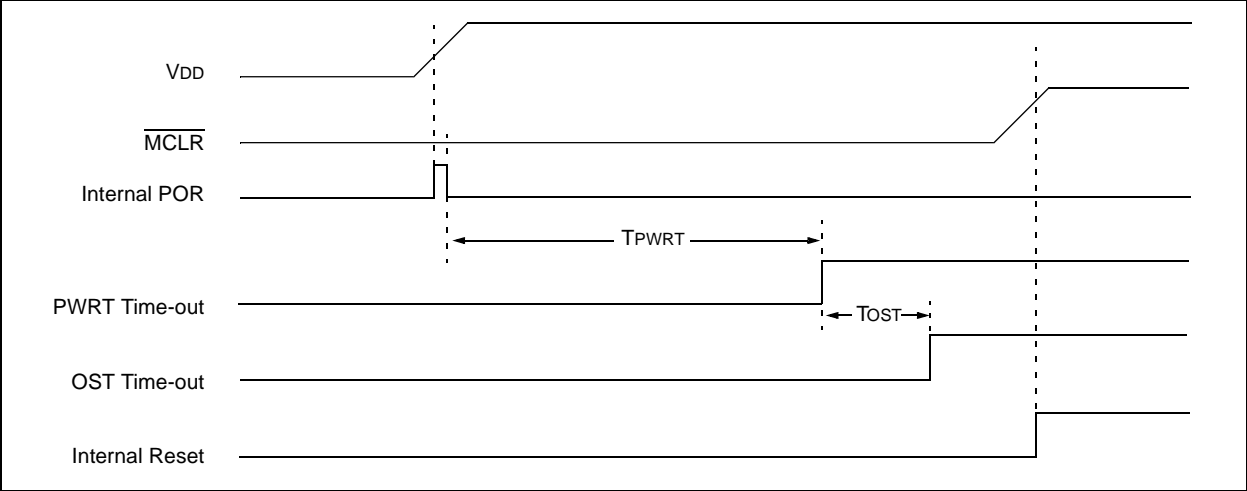 VDD
MCLR
Internal POR
TPWRT
PWRT Time-out
TOST
OST Time-out
Internal Reset